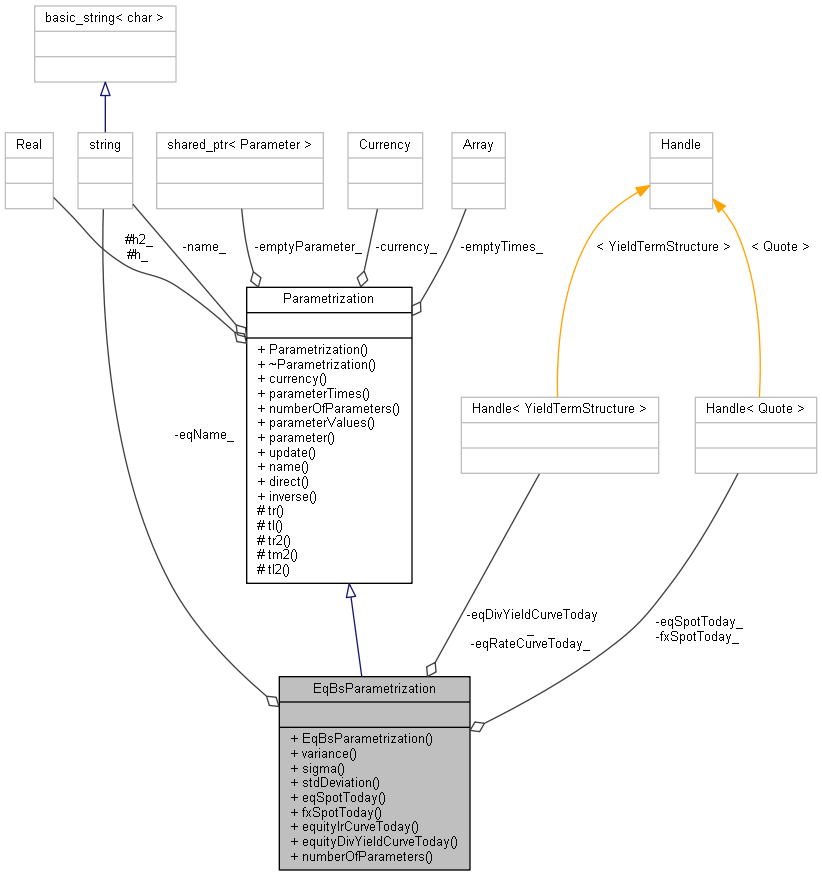 basic_string< char >
Real
string
shared_ptr< Parameter >
Currency
Array
Handle
#h2_
#h_
-name_
-emptyParameter_
-currency_
-emptyTimes_
< YieldTermStructure >
< Quote >
Parametrization
+ Parametrization()
+ ~Parametrization()
+ currency()
+ parameterTimes()
+ numberOfParameters()
+ parameterValues()
+ parameter()
+ update()
+ name()
+ direct()
+ inverse()
# tr()
# tl()
# tr2()
# tm2()
# tl2()
Handle< YieldTermStructure >
Handle< Quote >
-eqName_
-eqDivYieldCurveToday
_
-eqRateCurveToday_
-eqSpotToday_
-fxSpotToday_
EqBsParametrization
+ EqBsParametrization()
+ variance()
+ sigma()
+ stdDeviation()
+ eqSpotToday()
+ fxSpotToday()
+ equityIrCurveToday()
+ equityDivYieldCurveToday()
+ numberOfParameters()